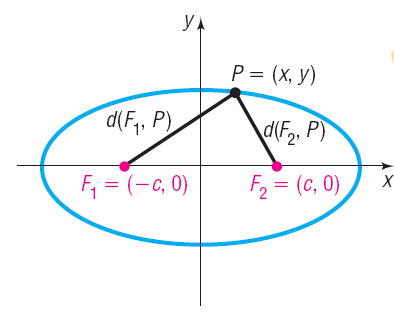 y
P = (x, y)
d(F₁, P)
d(F₂, P)
F₁ = (−c, 0)
F₂ = (c, 0)
x